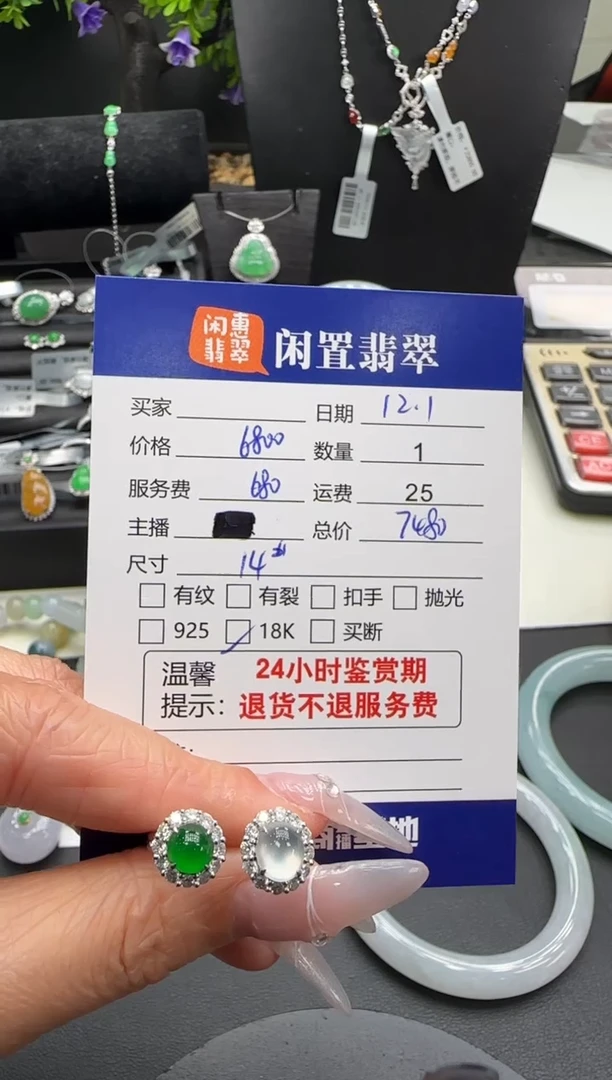 闲惠翡翠 闲置翡翠
买家 日期 12.1
价格 6800 数量 1
服务费 680 运费 25
主播 总价 7480
尺寸 14#
有纹 有裂 扣手 抛光
925 18K 买断
温馨提示: 24小时鉴赏期
退货不退服务费
CE